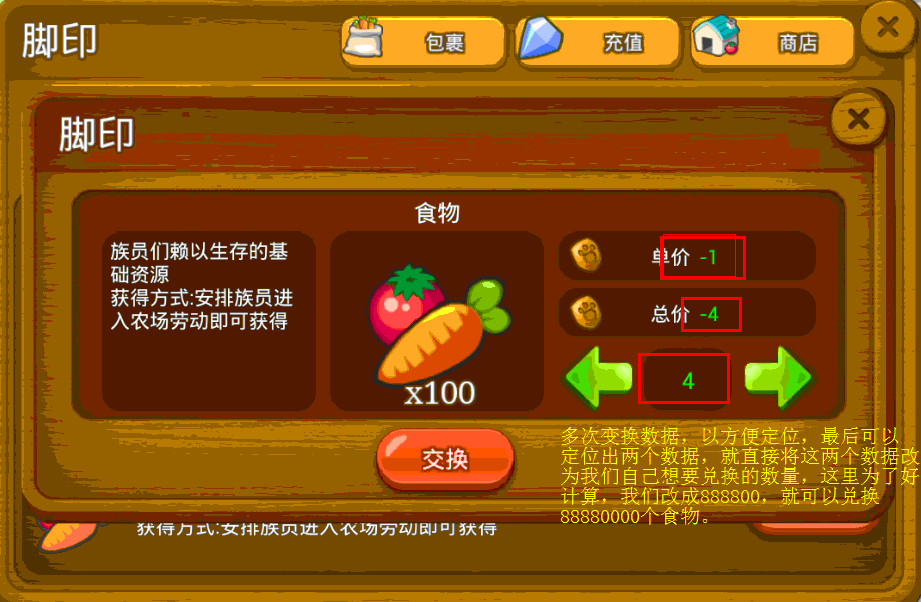 脚印
包裹
充值
商店
脚印
食物
族员们赖以生存的基
础资源
获得方式:安排族员进
入农场劳动即可获得
x100
单价 -1
总价 -4
4
交换
多次变换数据，以方便定位，最后可以
定位出两个数据，就直接将这两个数据改
为我们自己想要兑换的数量，这里为了好
计算，我们改成888800，就可以兑换
88880000个食物。
获得方式:安排族员进入农场劳动即可获得